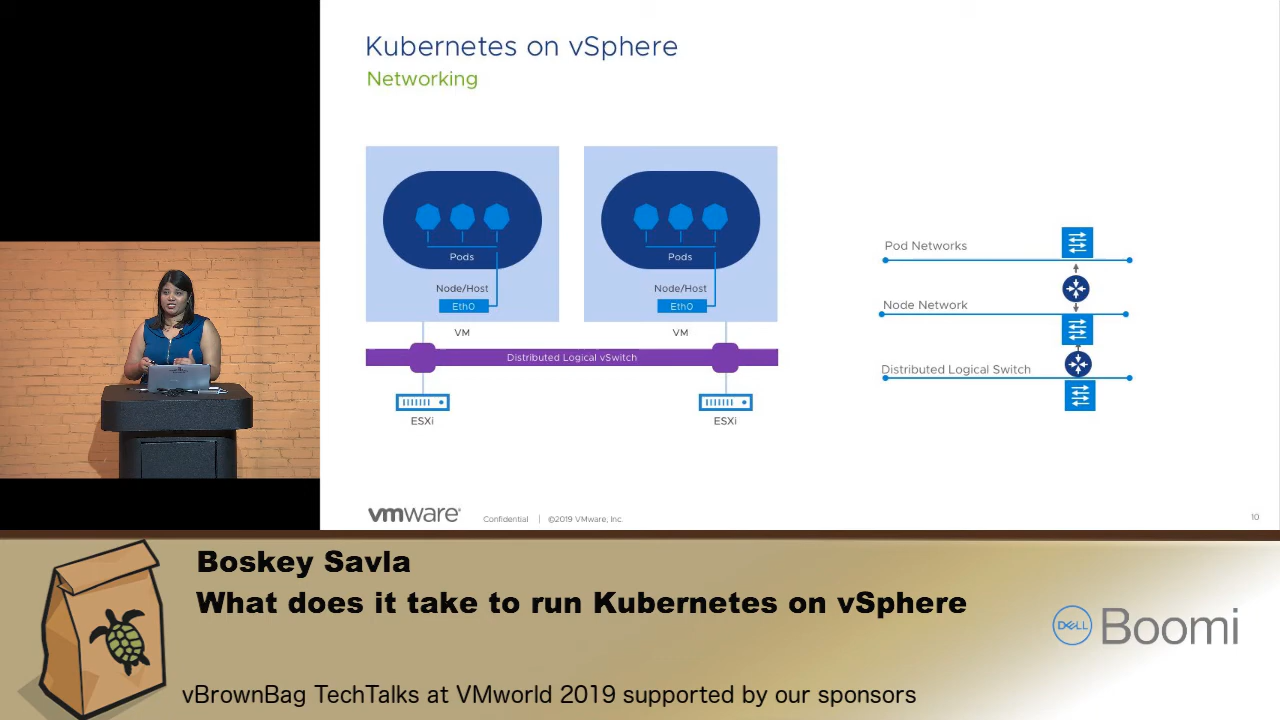 Kubernetes on vSphere
Networking
Pods
Node/Host
Eth0
VM
Pods
Node/Host
Eth0
VM
Distributed Logical vSwitch
ESXi
ESXi
Pod Networks
Node Network
Distributed Logical Switch
vmware®
Confidential | ©2019 VMware, Inc.
10
Boskey Savla
What does it take to run Kubernetes on vSphere
DELL Boomi
vBrownBag TechTalks at VMworld 2019 supported by our sponsors